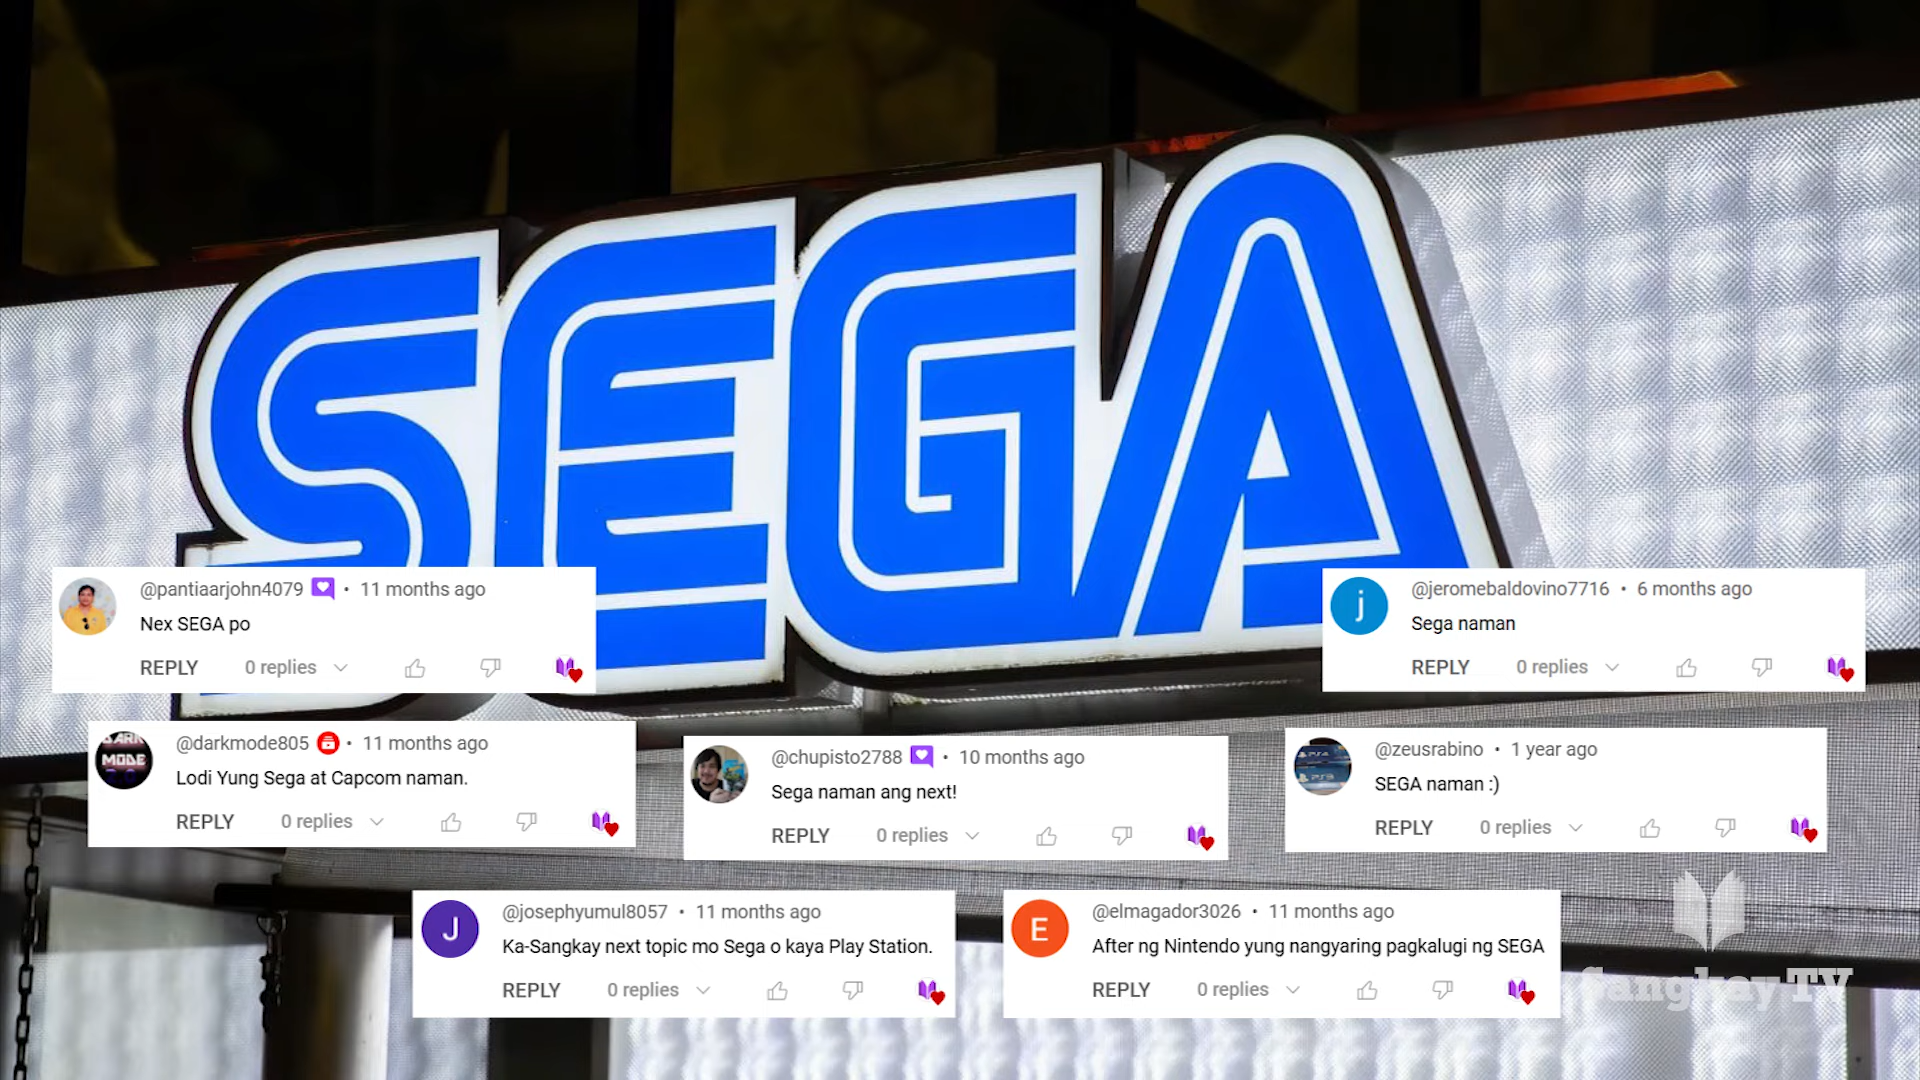 SEGA
@pantiaarjohn4079 • 11 months ago
Nex SEGA po
REPLY 0 replies
@jeromebaldovino7716 • 6 months ago
Sega naman
REPLY 0 replies
DARK
MODE
@darkmode805 • 11 months ago
Lodi Yung Sega at Capcom naman.
REPLY 0 replies
@chupisto2788 • 10 months ago
Sega naman ang next!
REPLY 0 replies
@zeusrabino • 1 year ago
SEGA naman :)
REPLY 0 replies
J
@josephyumul8057 • 11 months ago
Ka-Sangkay next topic mo Sega o kaya Play Station.
REPLY 0 replies
E
@elmagador3026 • 11 months ago
After ng Nintendo yung nangyaring pagkalugi ng SEGA
REPLY 0 replies
j
Sangkay TV